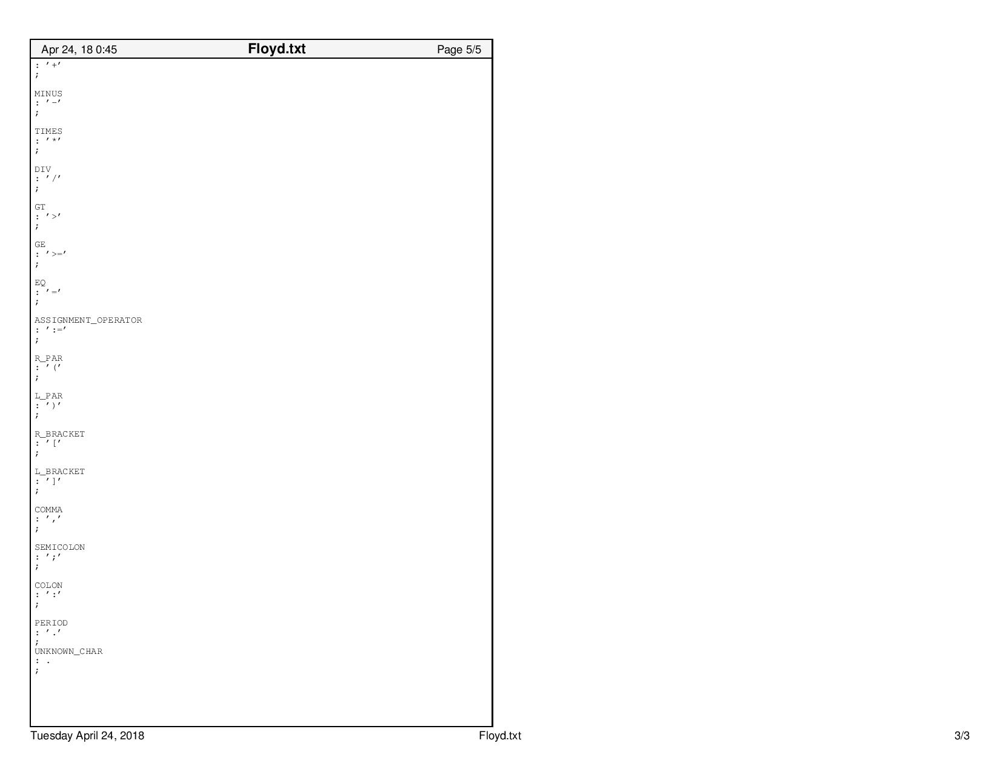 Apr 24, 18 0:45 Floyd.txt Page 5/5
: '+'
;
MINUS
: '-'
;
TIMES
: '*'
;
DIV
: '/'
;
GT
: '>'
;
GE
: '>='
;
EQ
: '='
;
ASSIGNMENT_OPERATOR
: ':='
;
R_PAR
: '('
;
L_PAR
: ')'
;
R_BRACKET
: '['
;
L_BRACKET
: ']'
;
COMMA
: ','
;
SEMICOLON
: ';'
;
COLON
: ':'
;
PERIOD
: '.'
;
UNKNOWN_CHAR
: .
;
Tuesday April 24, 2018 Floyd.txt 3/3